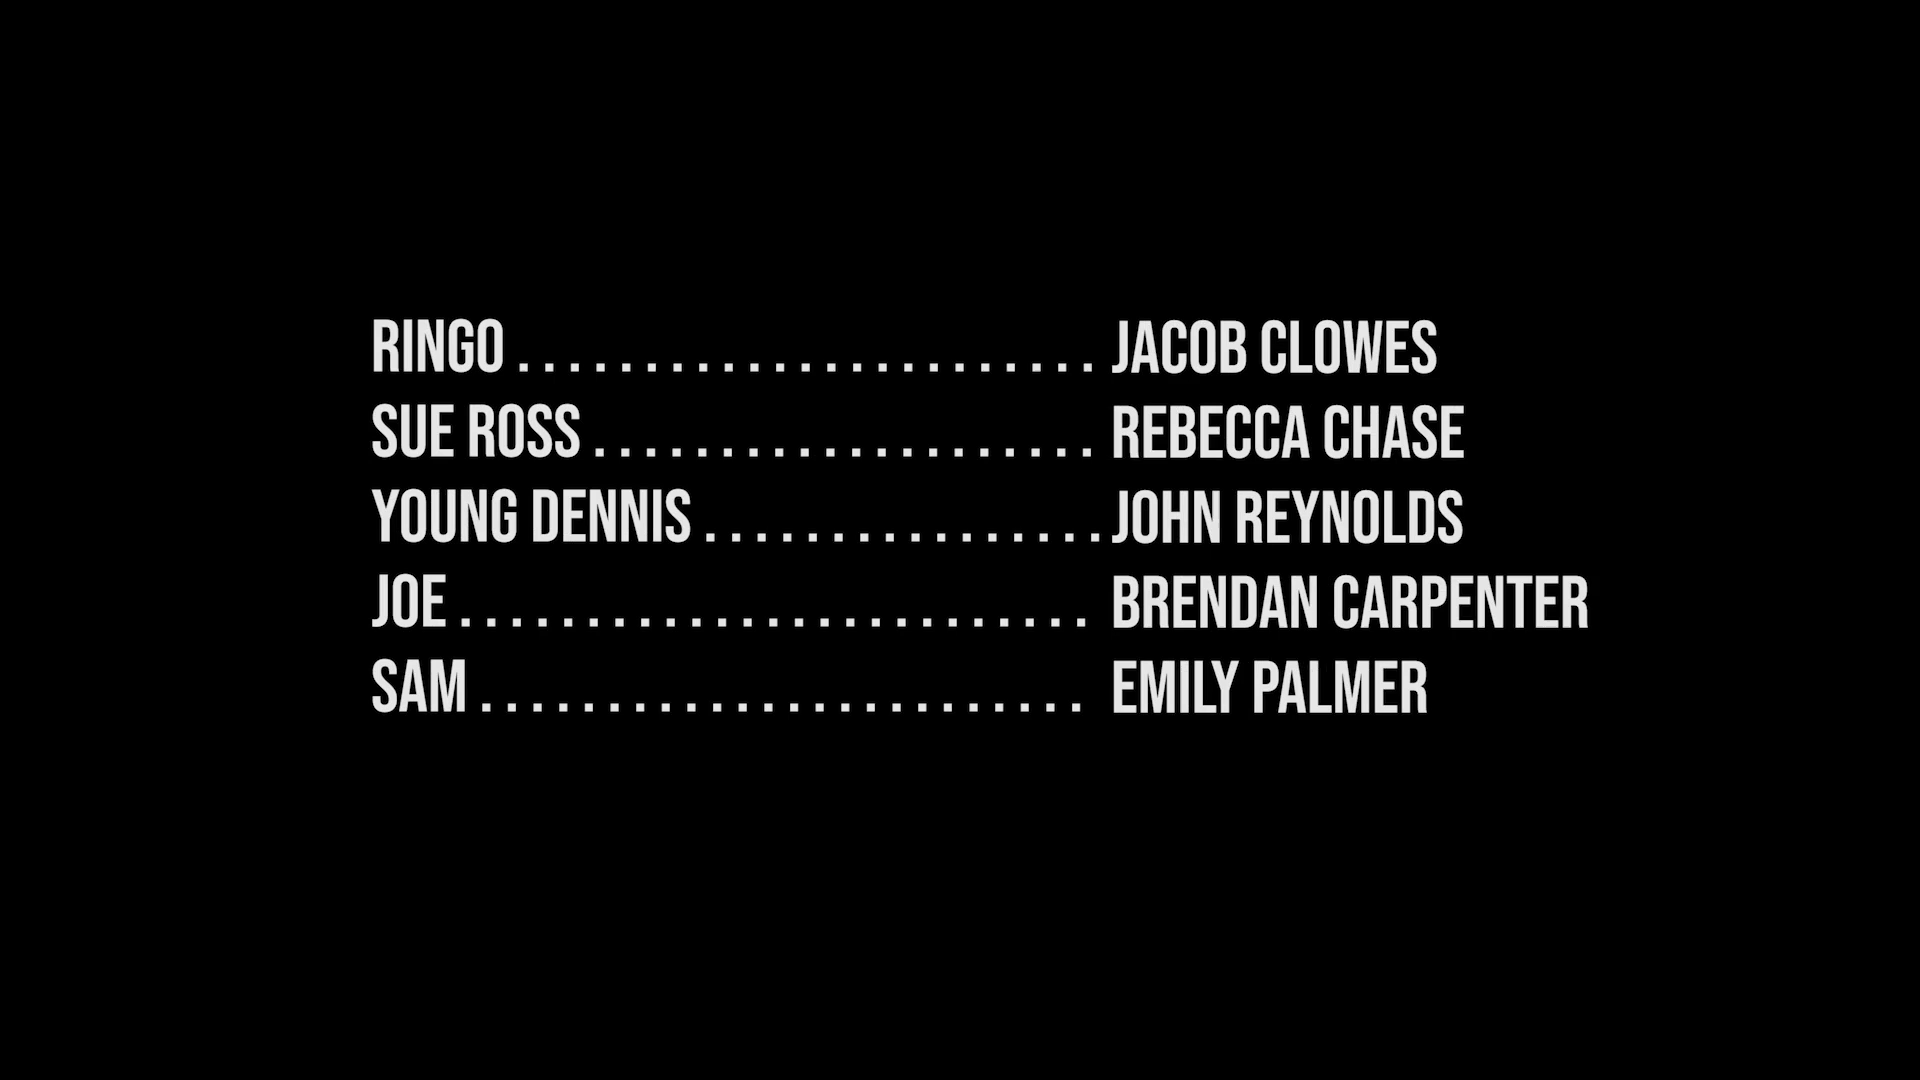 RINGO . . . . . . . . . . . . . . . . . . . . . . . JACOB CLOWES
SUE ROSS . . . . . . . . . . . . . . . . . . . . REBECCA CHASE
YOUNG DENNIS . . . . . . . . . . . . . . . . JOHN REYNOLDS
JOE . . . . . . . . . . . . . . . . . . . . . . . . . BRENDAN CARPENTER
SAM . . . . . . . . . . . . . . . . . . . . . . . . EMILY PALMER